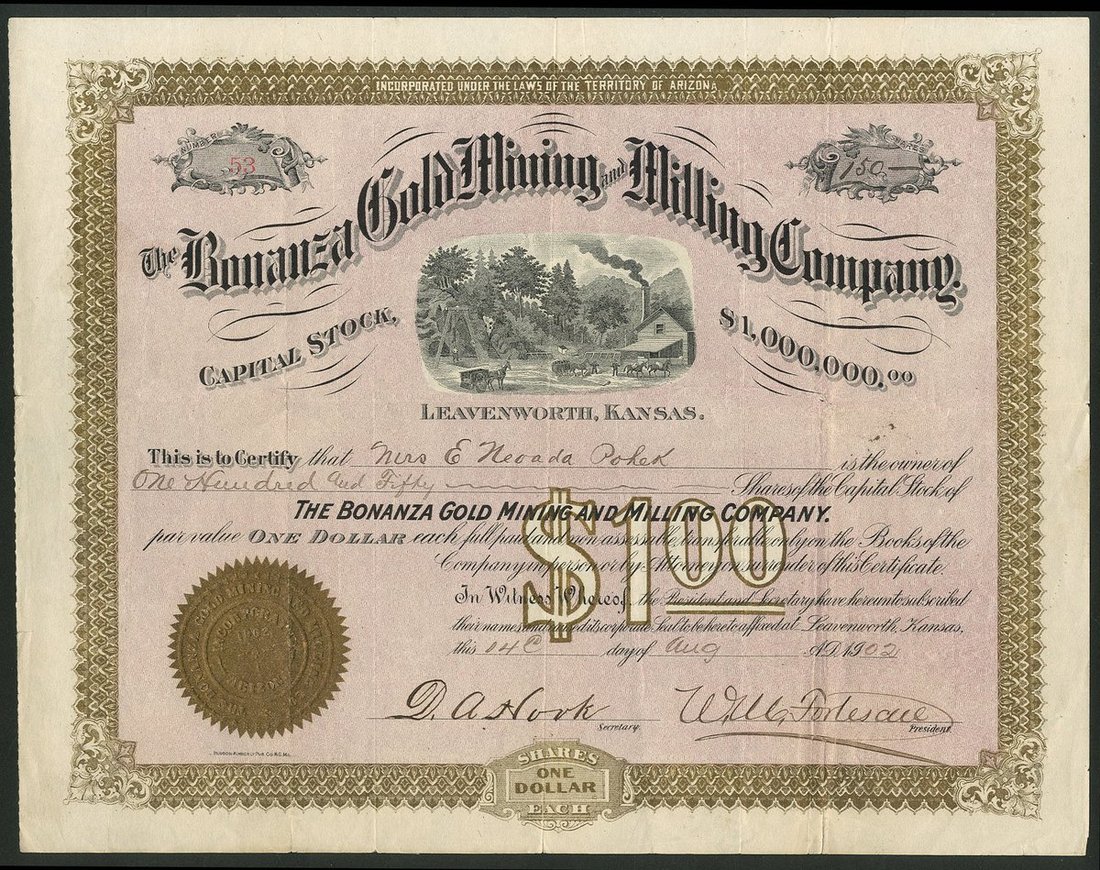 INCORPORATED UNDER THE LAWS OF THE TERRITORY OF ARIZONA
NUMBER
53
SHARES
150
The Bonanza Gold Mining and Milling Company.
CAPITAL STOCK, $1,000,000.00
LEAVENWORTH, KANSAS.
This is to Certify that Mrs E Nevada Pohek is the owner of
One Hundred and Fifty Shares of the Capital Stock of
THE BONANZA GOLD MINING AND MILLING COMPANY.
par value ONE DOLLAR each full paid and non assessable, transferable only on the Books of the
Company in person or by Attorney on surrender of this Certificate.
$100
In Witness Whereof, the President and Secretary have hereunto subscribed
their names and caused its corporate Seal to be hereto affixed at Leavenworth, Kansas,
this 14 day of Aug A.D. 1902
D. A. Hook
Secretary.
Fortescue
President.
SHARES
ONE
DOLLAR
EACH